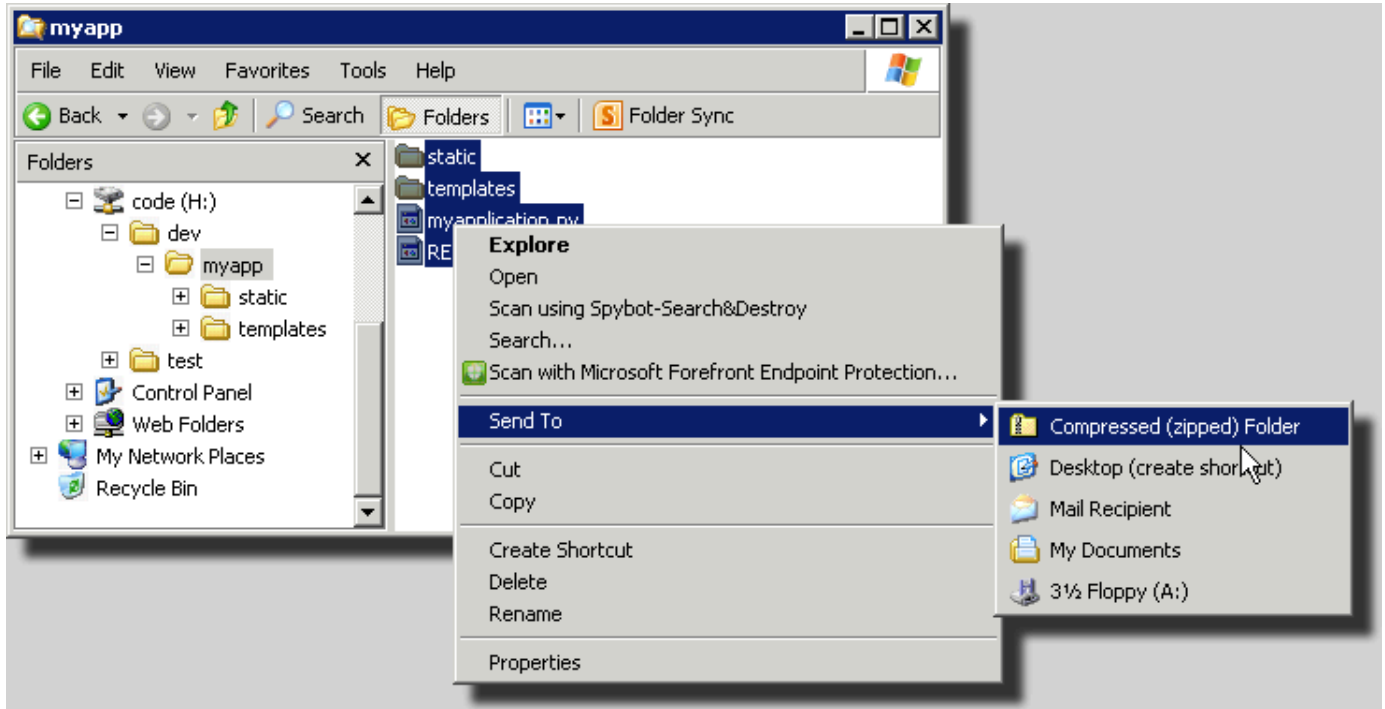 myapp
File Edit View Favorites Tools Help
Back Search Folders Folder Sync
Folders
code (H:)
dev
myapp
static
templates
test
Control Panel
Web Folders
My Network Places
Recycle Bin
static
templates
myapplication.py
RE
Explore
Open
Scan using Spybot-Search&Destroy
Search...
Scan with Microsoft Forefront Endpoint Protection...
Send To
Cut
Copy
Create Shortcut
Delete
Rename
Properties
Compressed (zipped) Folder
Desktop (create shortcut)
Mail Recipient
My Documents
3½ Floppy (A:)